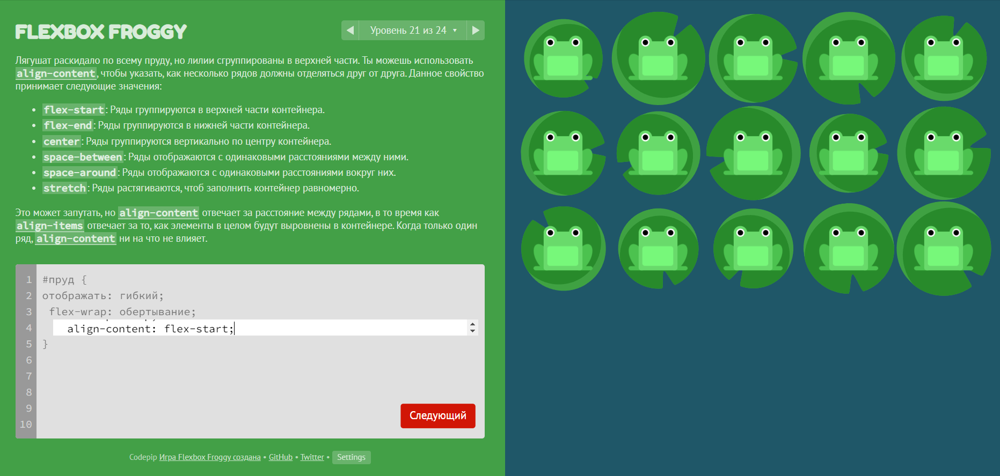 FLEXBOX FROGGY
Уровень 21 из 24
Лягушат раскидало по всему пруду, но лилии сгруппированы в верхней части. Ты можешь использовать
align-content, чтобы указать, как несколько рядов должны отделяться друг от друга. Данное свойство
принимает следующие значения:
flex-start: Ряды группируются в верхней части контейнера.
flex-end: Ряды группируются в нижней части контейнера.
center: Ряды группируются вертикально по центру контейнера.
space-between: Ряды отображаются с одинаковыми расстояниями между ними.
space-around: Ряды отображаются с одинаковыми расстояниями вокруг них.
stretch: Ряды растягиваются, чтоб заполнить контейнер равномерно.
Это может запутать, но align-content отвечает за расстояние между рядами, в то время как
align-items отвечает за то, как элементы в целом будут выровнены в контейнере. Когда только один
ряд, align-content ни на что не влияет.
1 #пруд {
2 отображать: гибкий;
3 flex-wrap: обертывание;
4 align-content: flex-start;
5 }
6
7
8
9
10
Следующий
Codepip Игра Flexbox Froggy создана • GitHub • Twitter • Settings